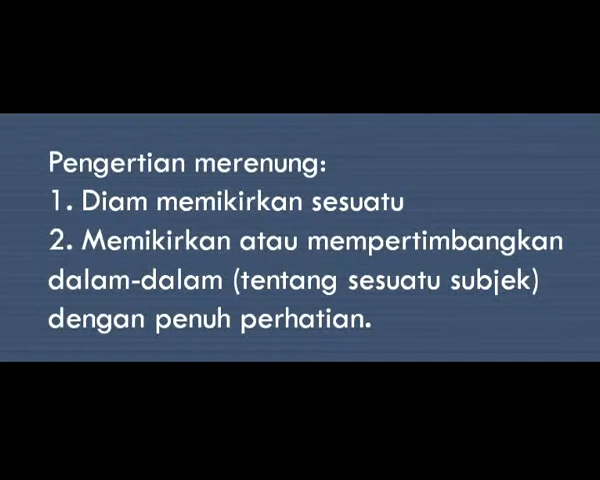 Pengertian merenung:
1. Diam memikirkan sesuatu
2. Memikirkan atau mempertimbangkan
dalam-dalam (tentang sesuatu subjek)
dengan penuh perhatian.